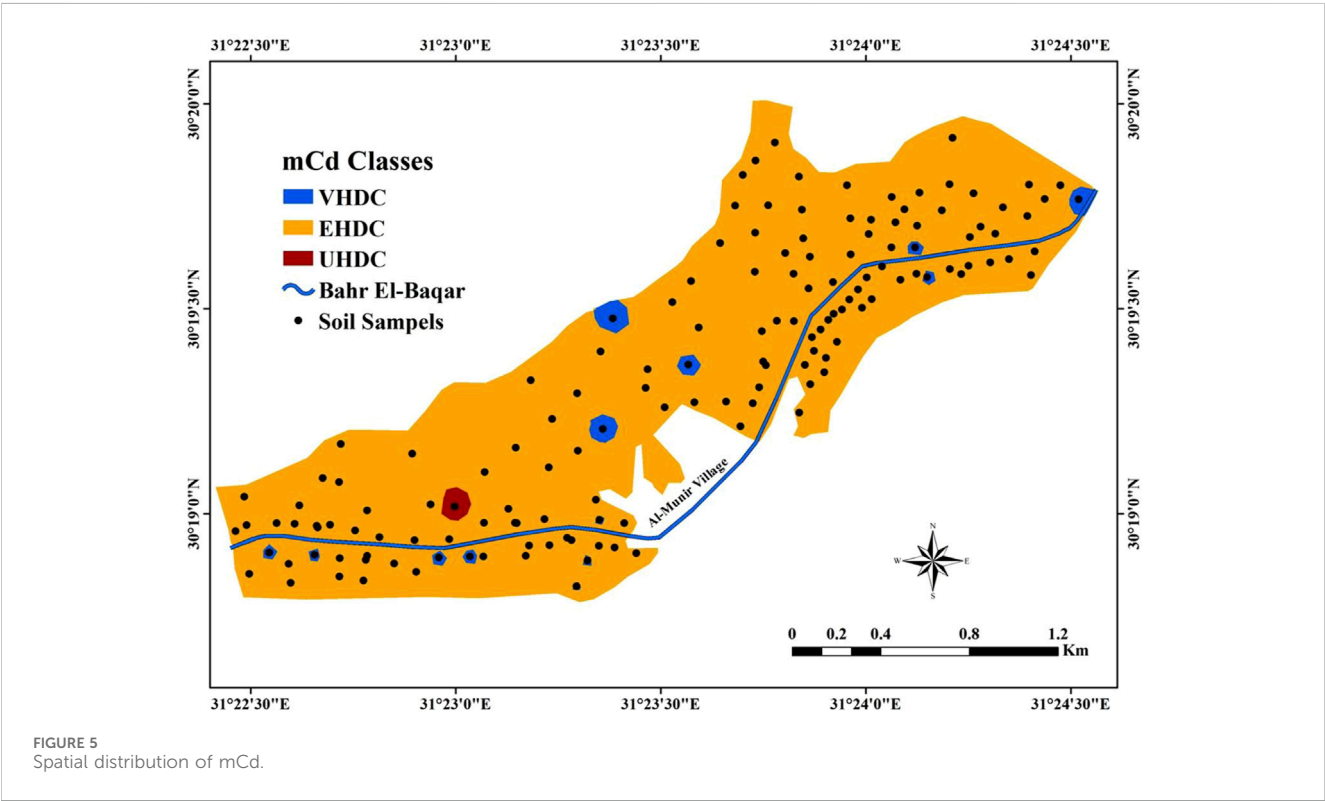 31°22'30"E 31°23'0"E 31°23'30"E 31°24'0"E 31°24'30"E
30°20'0"N
30°20'0"N
mCd Classes
VHDC
EHDC
UHDC
Bahr El-Baqar
Soil Sampels
30°19'30"N
30°19'30"N
Al-Munir Village
30°19'0"N
30°19'0"N
N
W E
S
0 0.2 0.4 0.8 1.2
Km
31°22'30"E 31°23'0"E 31°23'30"E 31°24'0"E 31°24'30"E
FIGURE 5
Spatial distribution of mCd.